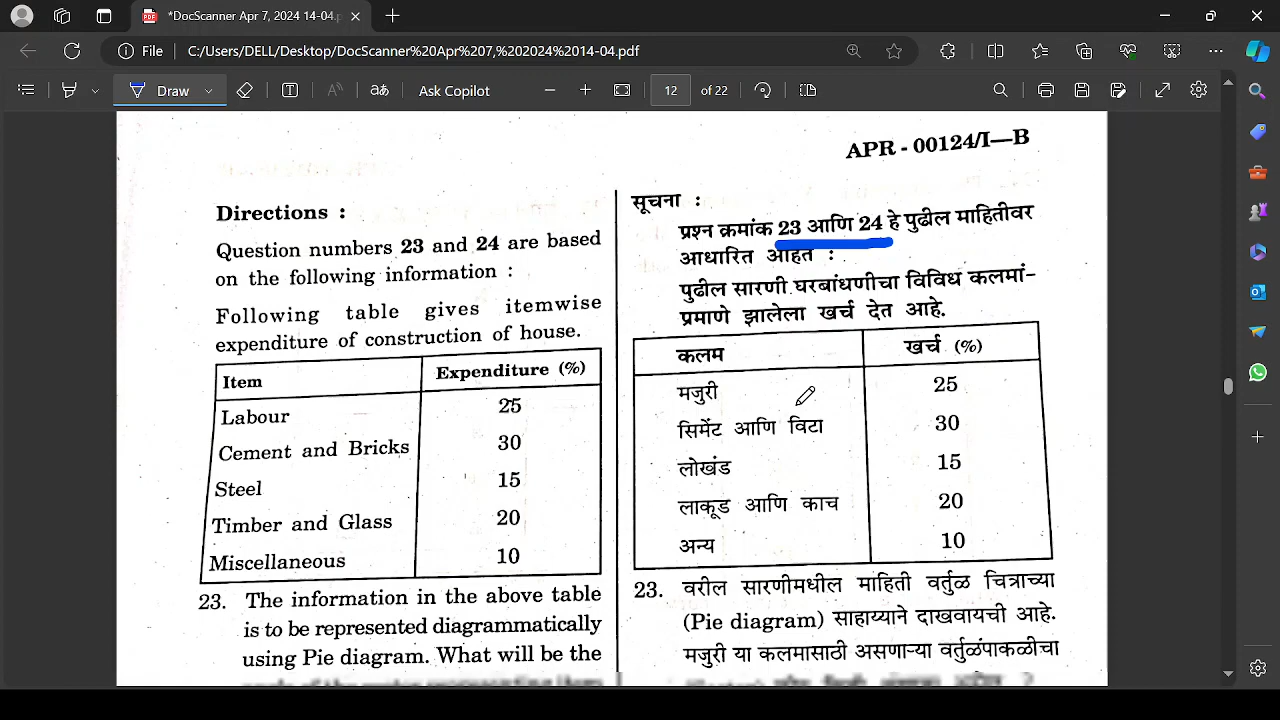 *DocScanner Apr 7, 2024 14-04.p
File
C:/Users/DELL/Desktop/DocScanner%20Apr%207,%202024%2014-04.pdf
Draw
Ask Copilot
12
of 22
APR - 00124/I—B
Directions :
Question numbers 23 and 24 are based
on the following information :
Following table gives itemwise
expenditure of construction of house.
Item Expenditure (%)
Labour 25
Cement and Bricks 30
Steel 15
Timber and Glass 20
Miscellaneous 10
23. The information in the above table
is to be represented diagrammatically
using Pie diagram. What will be the
सूचना :
प्रश्न क्रमांक 23 आणि 24 हे पुढील माहितीवर
आधारित आहेत :
पुढील सारणी घरबांधणीचा विविध कलमां-
प्रमाणे झालेला खर्च देत आहे.
कलम खर्च (%)
मजुरी 25
सिमेंट आणि विटा 30
लोखंड 15
लाकूड आणि काच 20
अन्य 10
23. वरील सारणीमधील माहिती वर्तुळ चित्राच्या
(Pie diagram) साहाय्याने दाखवायची आहे.
मजुरी या कलमासाठी असणाऱ्या वर्तुळपाकळीचा